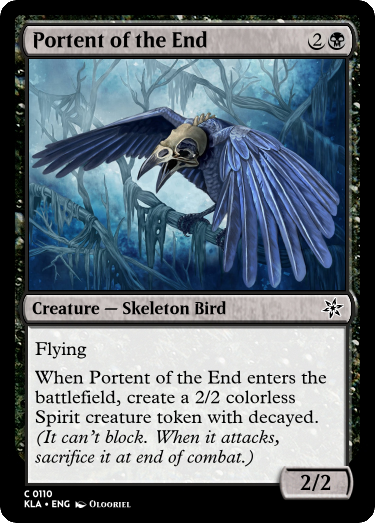 Portent of the End 2
Creature — Skeleton Bird
Flying
When Portent of the End enters the
battlefield, create a 2/2 colorless
Spirit creature token with decayed.
(It can't block. When it attacks,
sacrifice it at end of combat.)
2/2
C 0110
KLA • ENG Olooriel